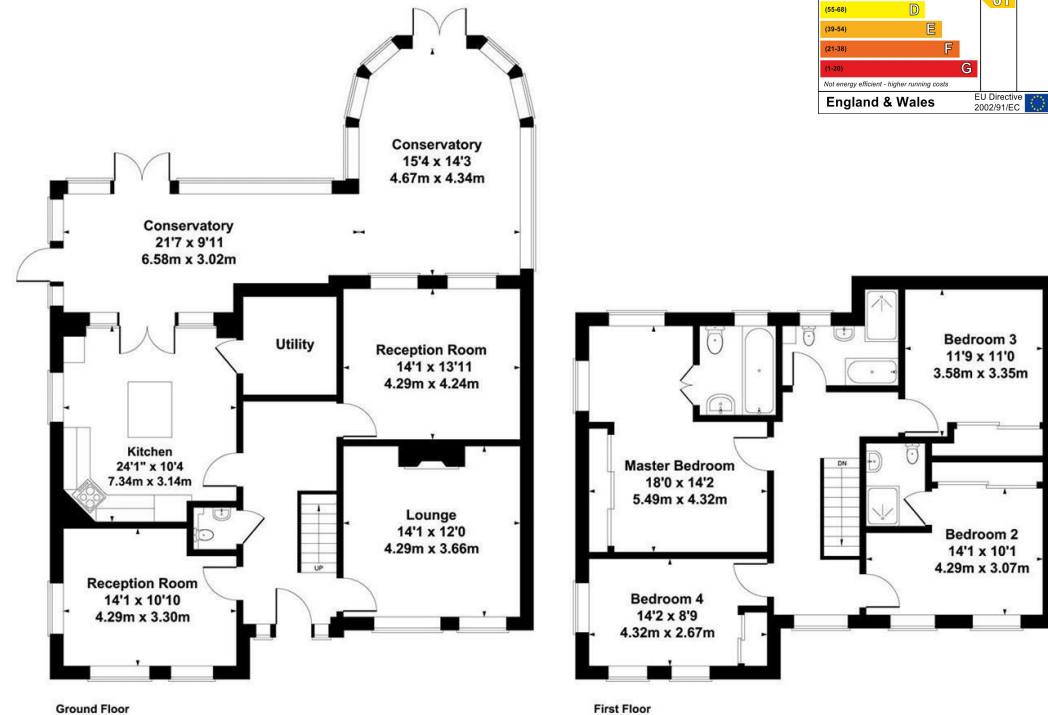 (55-68) D
(39-54) E
(21-38) F
(1-20) G
Not energy efficient - higher running costs
England & Wales
EU Directive
2002/91/EC
Conservatory
15'4 x 14'3
4.67m x 4.34m
Conservatory
21'7 x 9'11
6.58m x 3.02m
Utility
Reception Room
14'1 x 13'11
4.29m x 4.24m
Kitchen
24'1" x 10'4
7.34m x 3.14m
Lounge
14'1 x 12'0
4.29m x 3.66m
UP
Reception Room
14'1 x 10'10
4.29m x 3.30m
Ground Floor
Bedroom 3
11'9 x 11'0
3.58m x 3.35m
Master Bedroom
18'0 x 14'2
5.49m x 4.32m
DN
Bedroom 2
14'1 x 10'1
4.29m x 3.07m
Bedroom 4
14'2 x 8'9
4.32m x 2.67m
First Floor